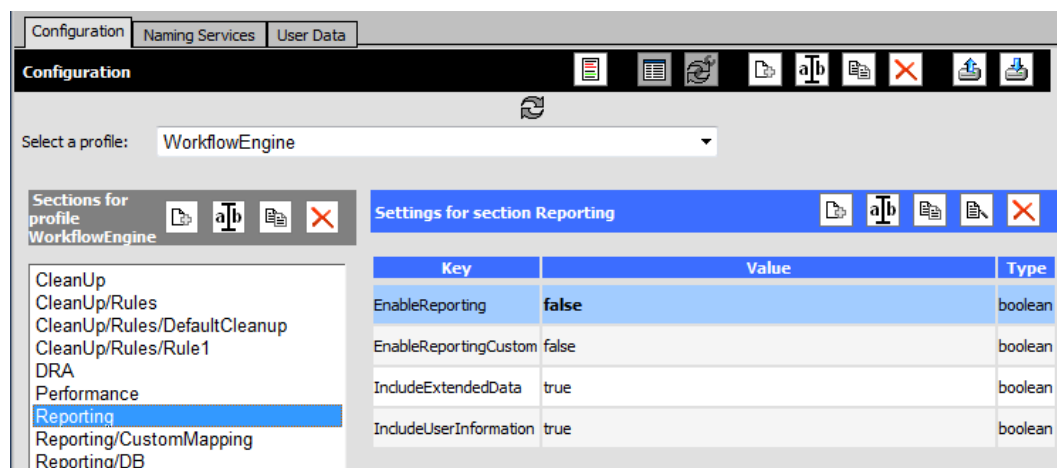 Configuration Naming Services User Data
Configuration
Select a profile: WorkflowEngine
Sections for
profile
WorkflowEngine
Settings for section Reporting
CleanUp
CleanUp/Rules
CleanUp/Rules/DefaultCleanup
CleanUp/Rules/Rule1
DRA
Performance
Reporting
Reporting/CustomMapping
Reporting/DB
Key Value Type
EnableReporting false boolean
EnableReportingCustom false boolean
IncludeExtendedData true boolean
IncludeUserInformation true boolean